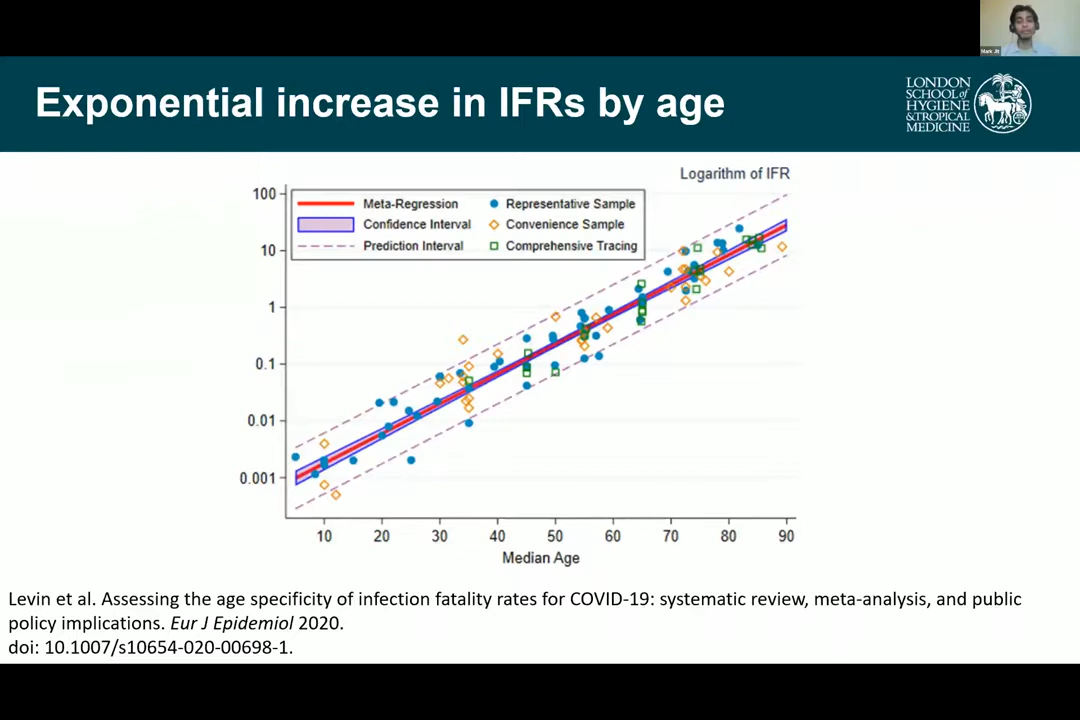 Mark Jit
Exponential increase in IFRs by age
LONDON
SCHOOL of
HYGIENE
& TROPICAL
MEDICINE
Logarithm of IFR
Meta-Regression
Representative Sample
Confidence Interval
Convenience Sample
Prediction Interval
Comprehensive Tracing
100
10
1
0.1
0.01
0.001
10 20 30 40 50 60 70 80 90
Median Age
Levin et al. Assessing the age specificity of infection fatality rates for COVID-19: systematic review, meta-analysis, and public
policy implications. Eur J Epidemiol 2020.
doi: 10.1007/s10654-020-00698-1.